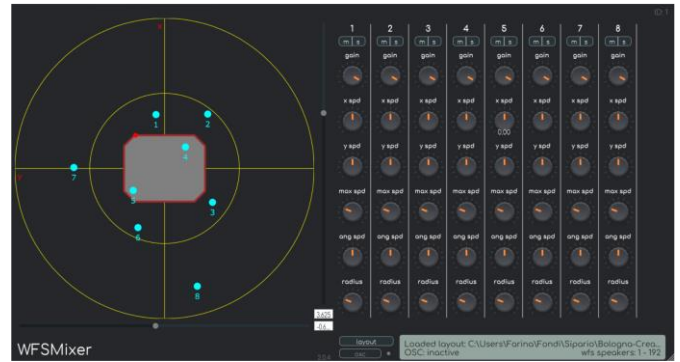 ID: 1
1 2 3 4 5 6 7 8
m s m s m s m s m s m s m s m s
gain gain gain gain gain gain gain gain
x spd x spd x spd x spd x spd x spd x spd x spd
0.00
y spd y spd y spd y spd y spd y spd y spd y spd
max spd max spd max spd max spd max spd max spd max spd max spd
ang spd ang spd ang spd ang spd ang spd ang spd ang spd ang spd
radius radius radius radius radius radius radius radius
1
2
4
7
5
3
6
8
3.625
-0.6...
WFSMixer
layout
osc
Loaded layout: C:\Users\Farina\Fondi\Sipario\Bologna-Crea...
OSC: inactive
wfs speakers: 1 - 192